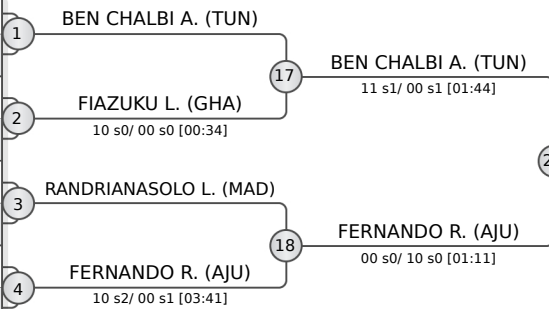 BEN CHALBI A. (TUN)
1
17
BEN CHALBI A. (TUN)
11 s1/ 00 s1 [01:44]
FIAZUKU L. (GHA)
2
10 s0/ 00 s0 [00:34]
RANDRIANASOLO L. (MAD)
3
18
FERNANDO R. (AJU)
00 s0/ 10 s0 [01:11]
FERNANDO R. (AJU)
4
10 s2/ 00 s1 [03:41]